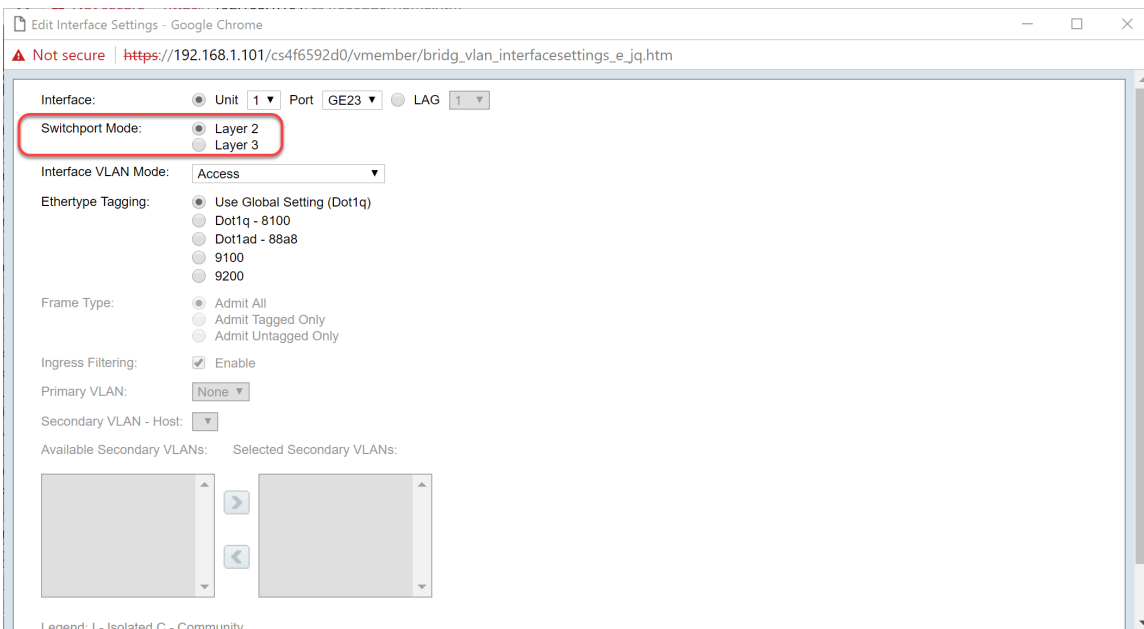 Edit Interface Settings - Google Chrome
Not secure https://192.168.1.101/cs4f6592d0/vmember/bridg_vlan_interfacesettings_e_jq.htm
Interface: Unit 1 Port GE23 LAG 1
Switchport Mode: Layer 2
Layer 3
Interface VLAN Mode: Access
Ethertype Tagging: Use Global Setting (Dot1q)
Dot1q - 8100
Dot1ad - 88a8
9100
9200
Frame Type: Admit All
Admit Tagged Only
Admit Untagged Only
Ingress Filtering: Enable
Primary VLAN: None
Secondary VLAN - Host:
Available Secondary VLANs: Selected Secondary VLANs:
Legend: I - Isolated C - Community